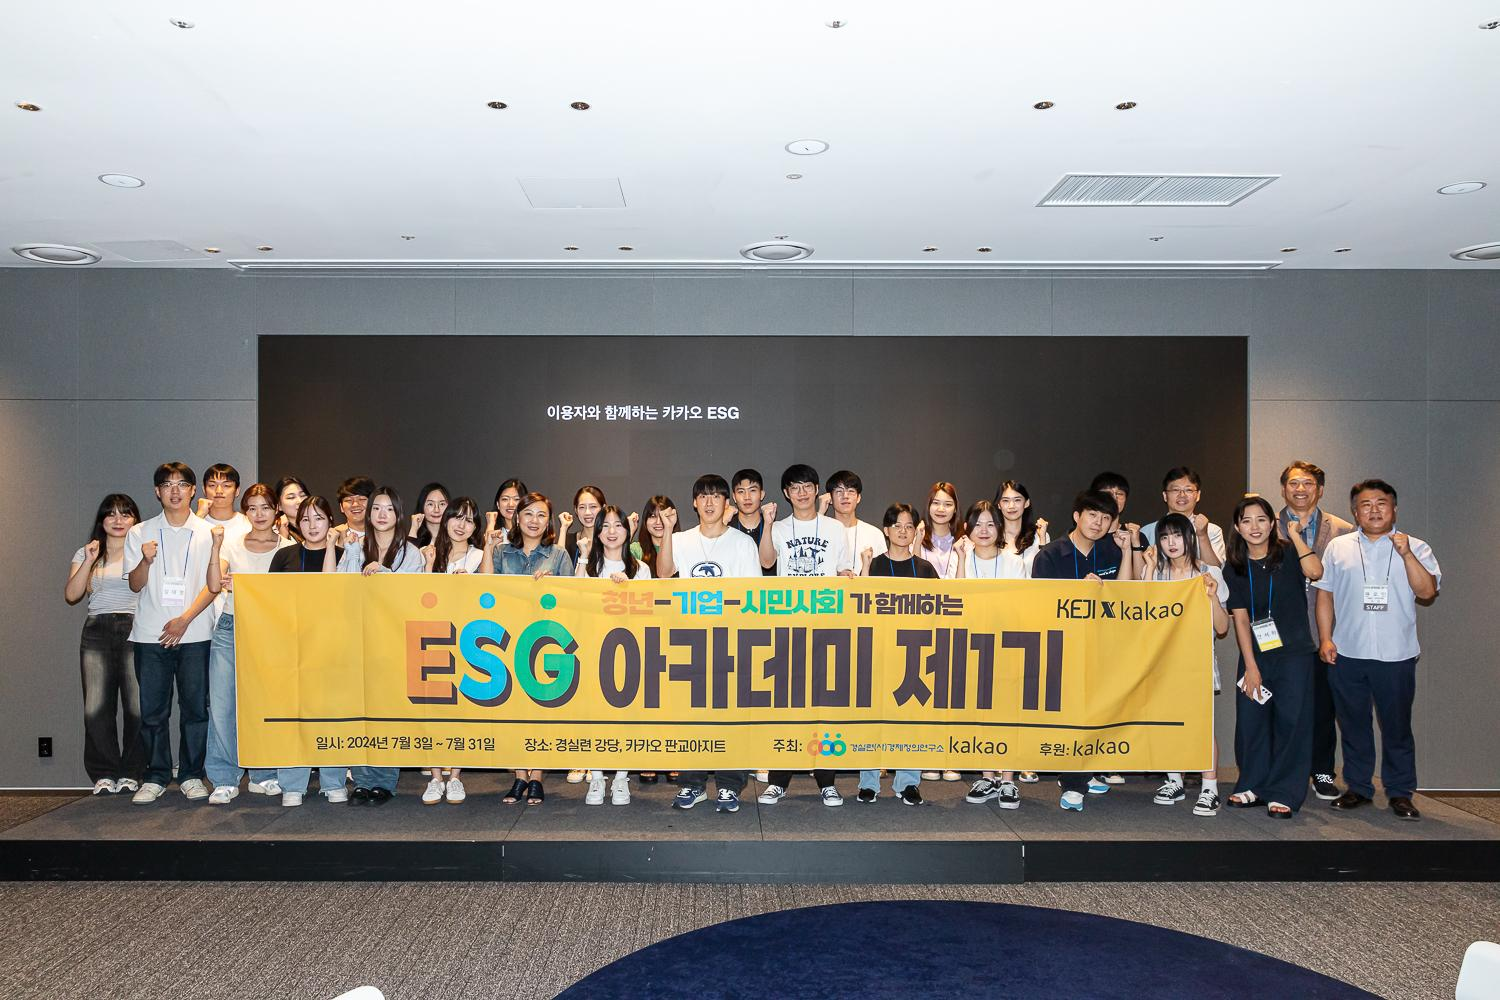 이용자와 함께하는 카카오 ESG
청년-기업-시민사회가 함께하는
KEJI X kakao
ESG 아카데미 제1기
일시: 2024년 7월 3일 ~ 7월 31일 장소: 경실련 강당, 카카오 판교아지트 주최: 경실련(사)경제정의연구소 kakao 후원: kakao
NATURE
EXPLORE
STAFF